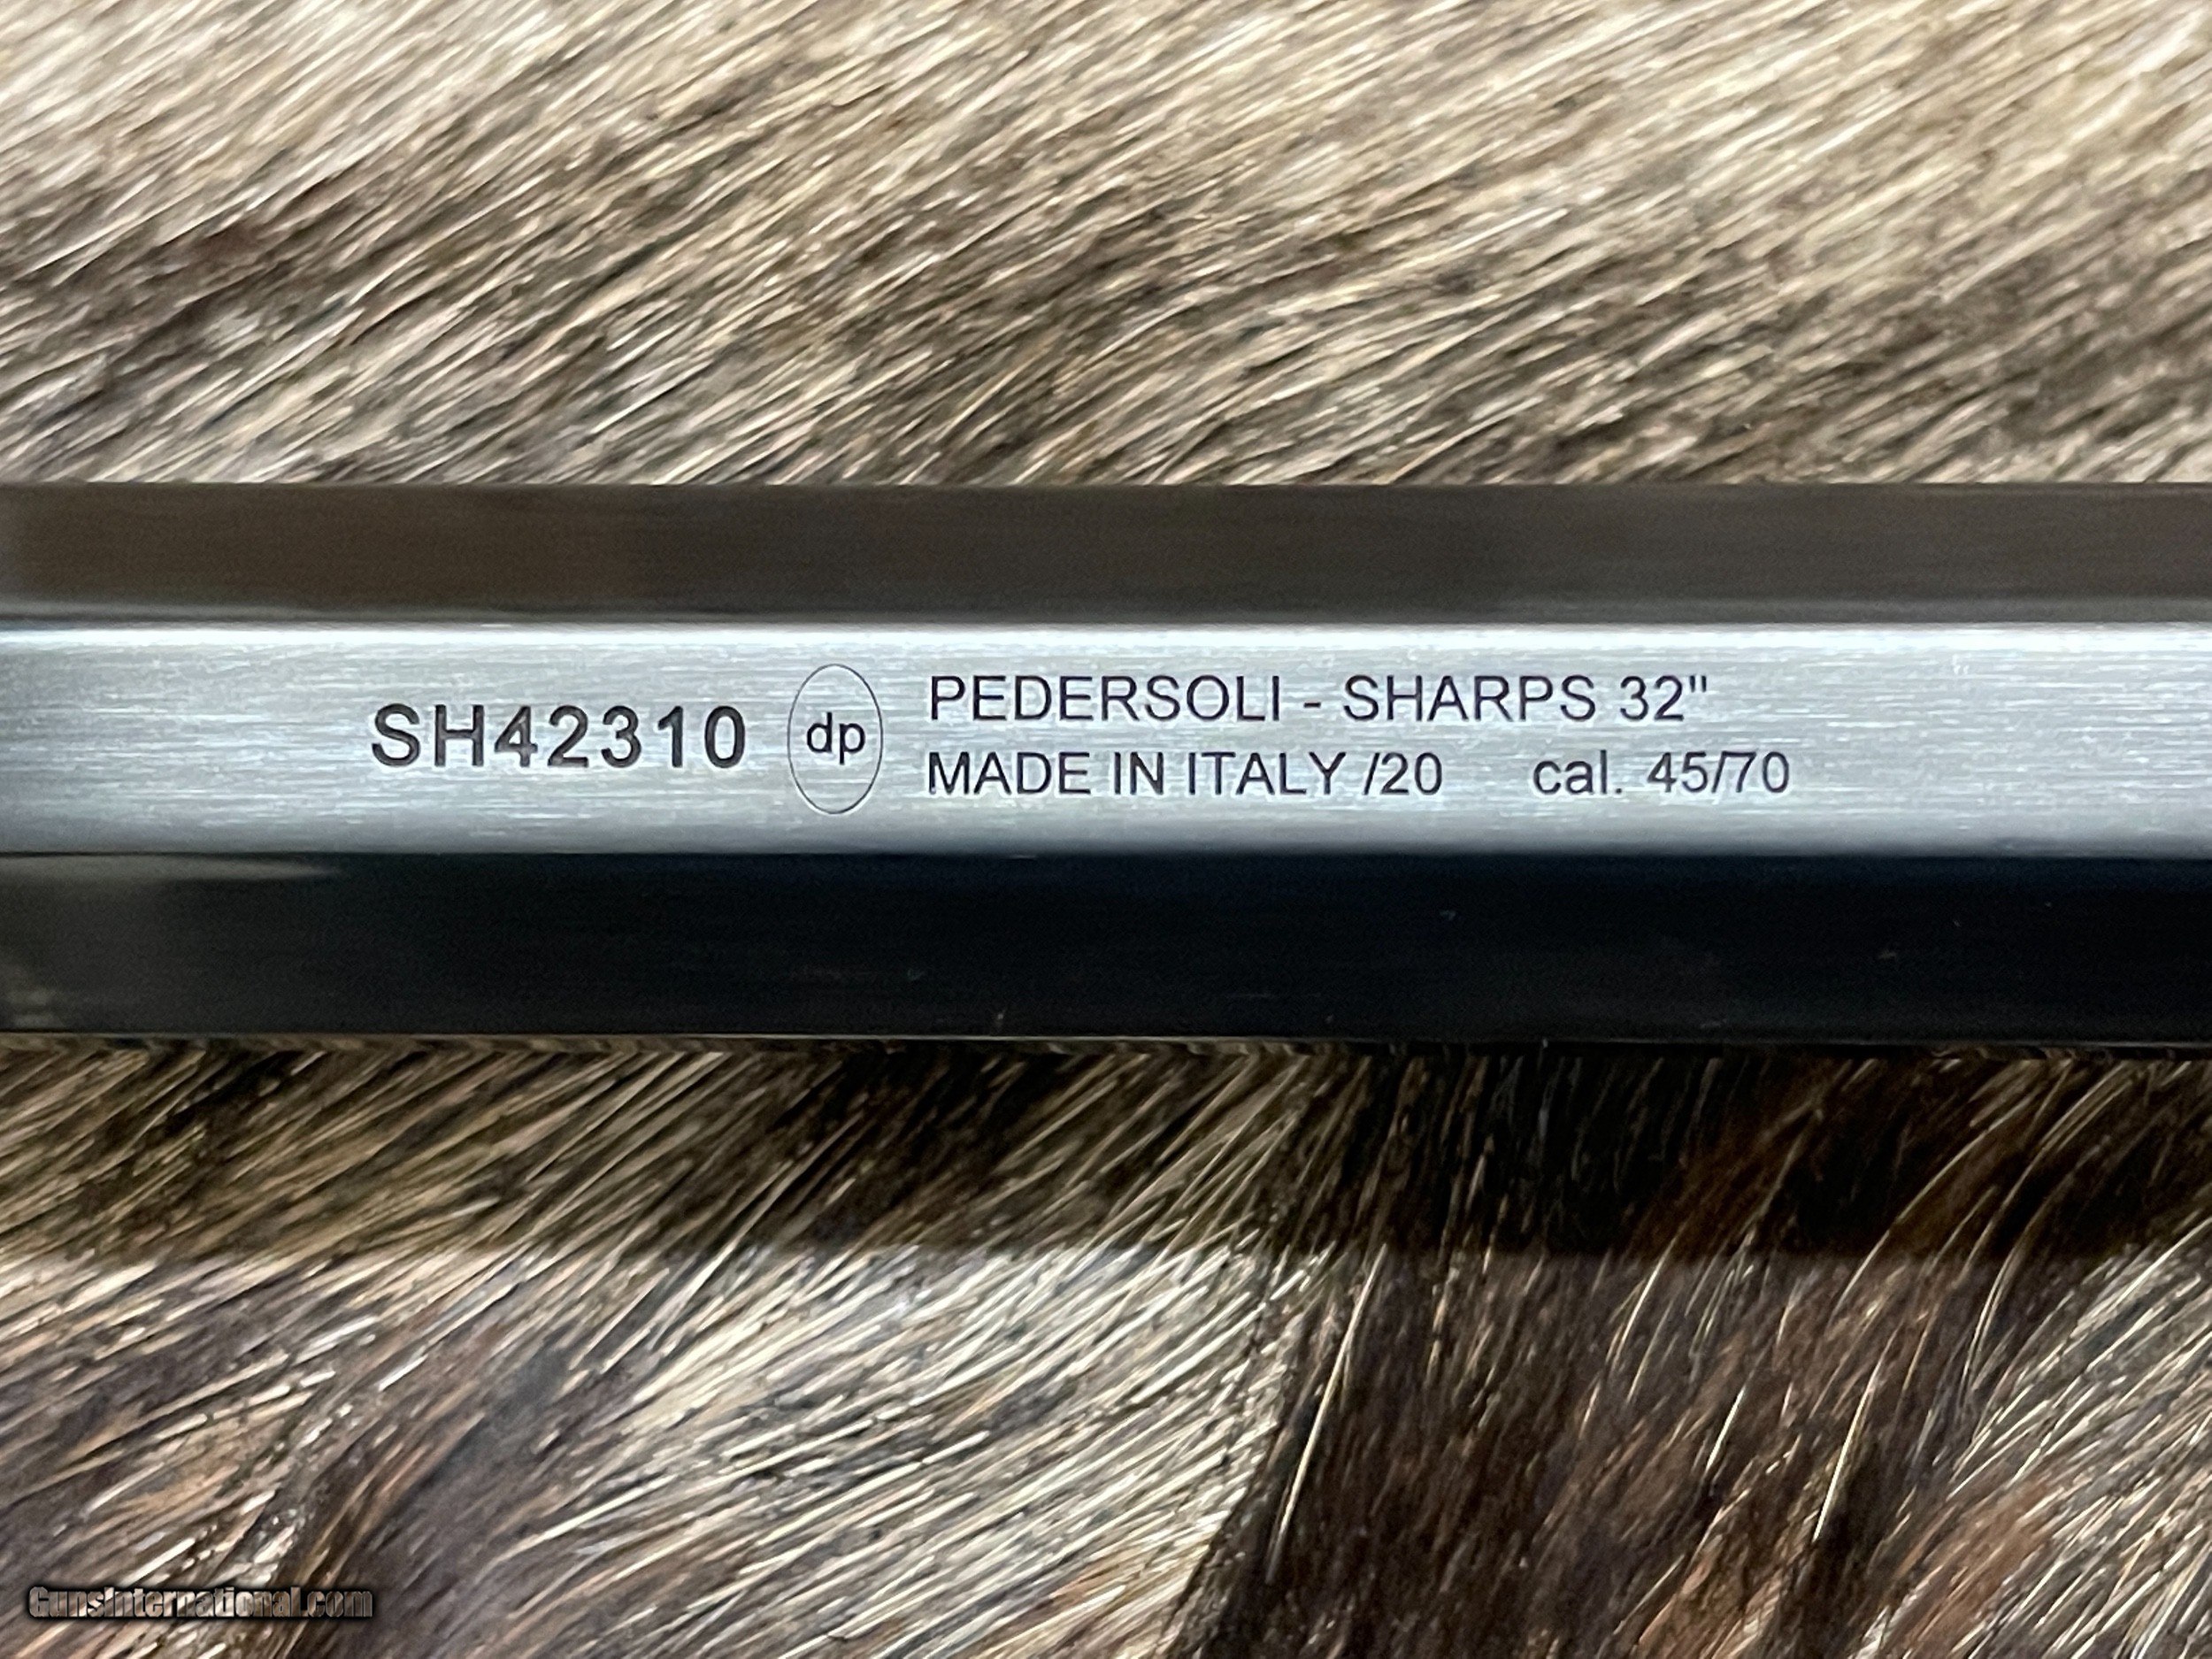 SH42310
dp
PEDERSOLI - SHARPS 32"
MADE IN ITALY /20 cal. 45/70
GunsInternational.com